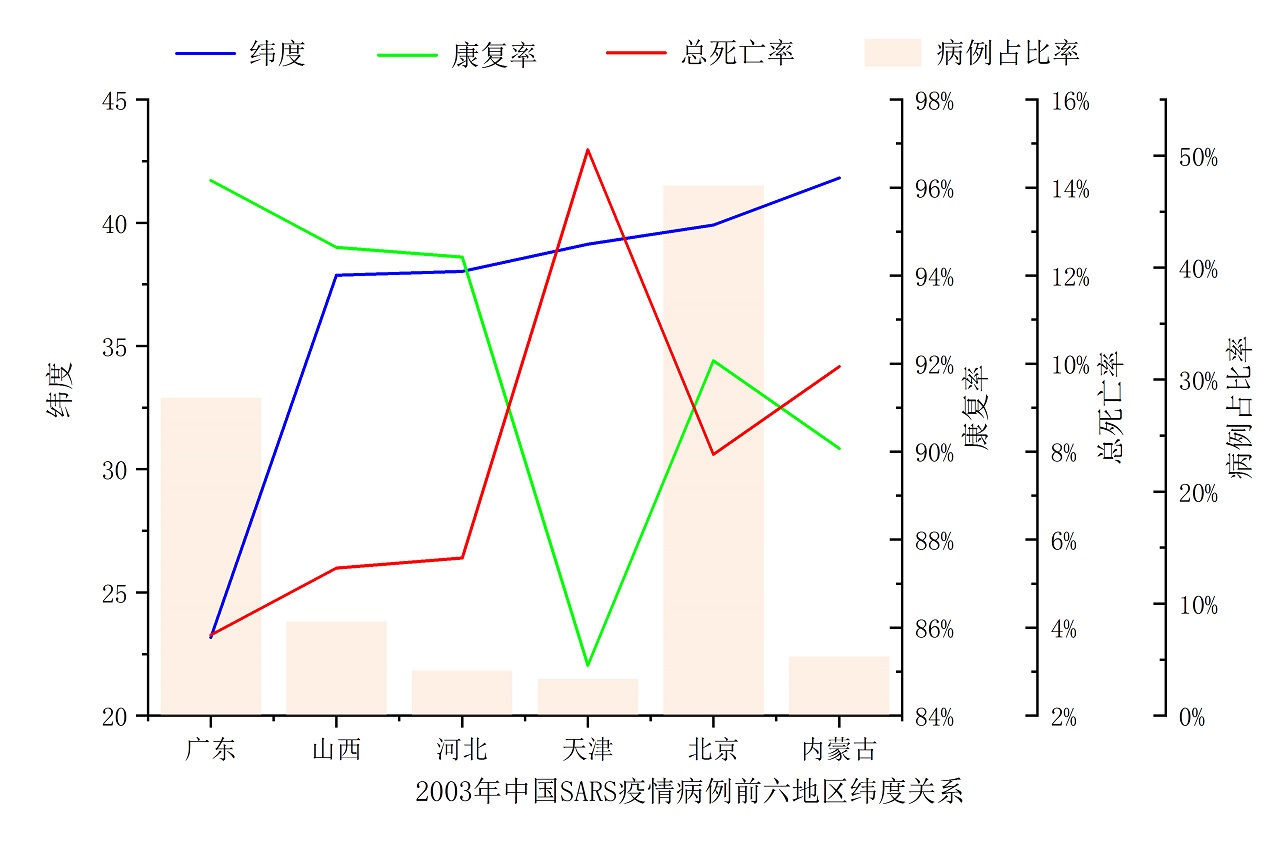 纬度 康复率 总死亡率 病例占比率
45 98% 16%
50%
40 96% 14%
94% 12% 40%
35 92% 10% 30%
纬度
康复率
总死亡率
病例占比率
30 90% 8% 20%
25 88% 6% 10%
86% 4%
20 84% 2% 0%
广东 山西 河北 天津 北京 内蒙古
2003年中国SARS疫情病例前六地区纬度关系